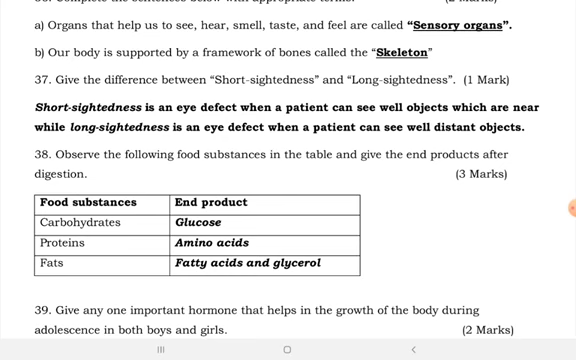 a) Organs that help us to see, hear, smell, taste, and feel are called “Sensory organs”.
b) Our body is supported by a framework of bones called the “Skeleton”
37. Give the difference between “Short-sightedness” and “Long-sightedness”. (1 Mark)
Short-sightedness is an eye defect when a patient can see well objects which are near
while long-sightedness is an eye defect when a patient can see well distant objects.
38. Observe the following food substances in the table and give the end products after
digestion. (3 Marks)
Food substances End product
Carbohydrates Glucose
Proteins Amino acids
Fats Fatty acids and glycerol
39. Give any one important hormone that helps in the growth of the body during
adolescence in both boys and girls. (2 Marks)